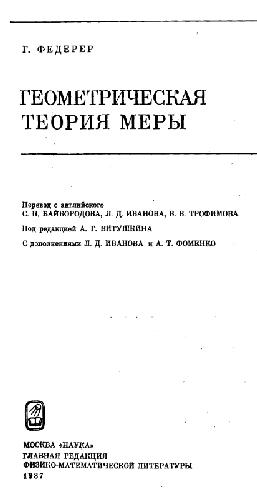 Г. ФЕДЕРЕР
ГЕОМЕТРИЧЕСКАЯ
ТЕОРИЯ МЕРЫ
Перевод с английского
С. П. БАЙБОРОДОВА, Л. Д. ИВАНОВА, В. В. ТРОФИМОВА
Под редакцией А. Г. ВИТУШКИНА
С дополнениями Л. Д. ИВАНОВА и А. Т. ФОМЕНКО
МОСКВА «НАУКА»
ГЛАВНАЯ РЕДАКЦИЯ
ФИЗИКО-МАТЕМАТИЧЕСКОЙ ЛИТЕРАТУРЫ
1987